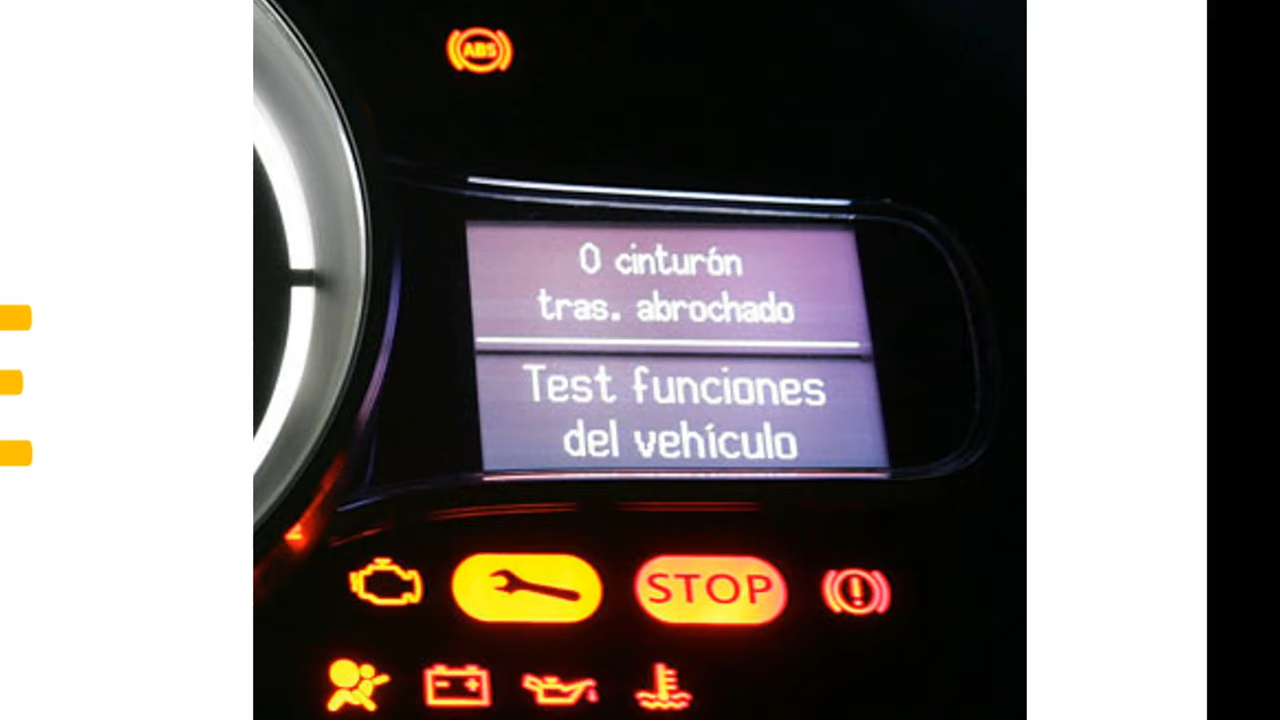 ABS
0 cinturón
tras. abrochado
Test funciones
del vehículo
STOP